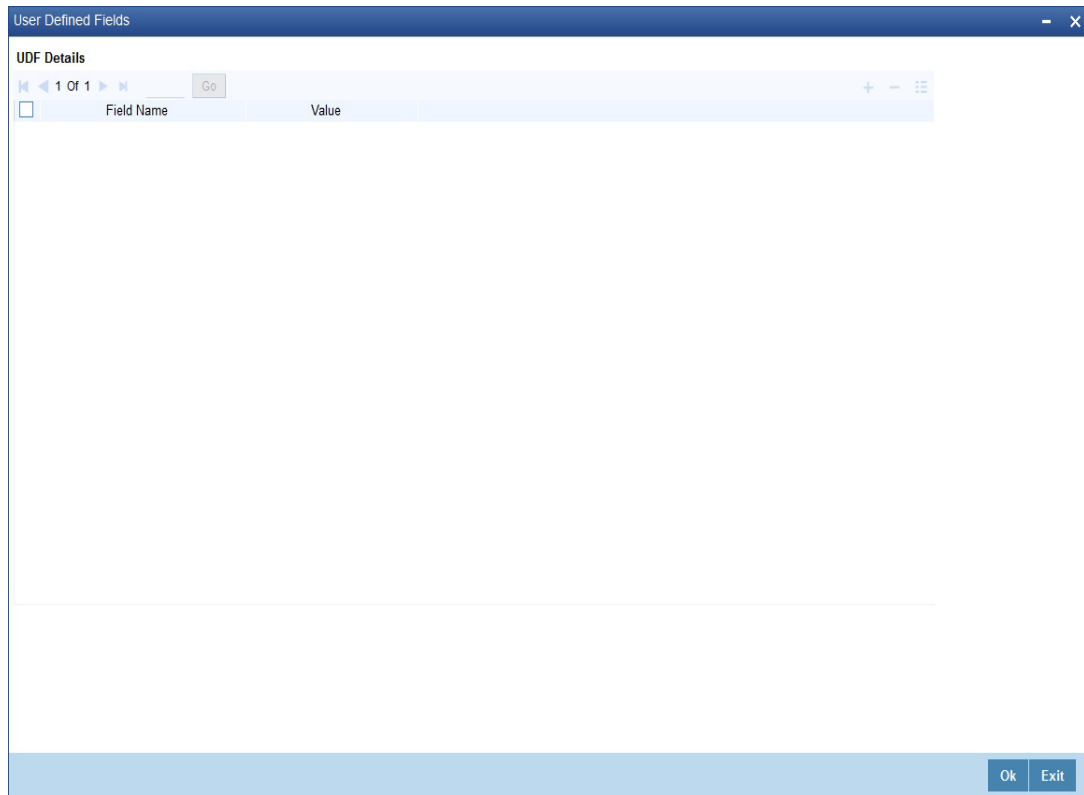 User Defined Fields
UDF Details
1 Of 1 Go
Field Name Value
Ok Exit